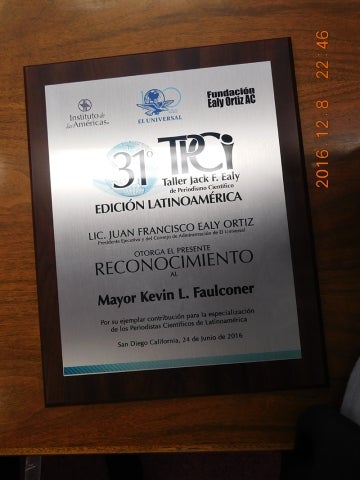 Instituto de las Américas®
100
EL UNIVERSAL
Fundación
Ealy Ortiz AC
31°
TPCi
Taller Jack F. Ealy
de Periodismo Científico
EDICIÓN LATINOAMÉRICA
LIC. JUAN FRANCISCO EALY ORTIZ
Presidente Ejecutivo y del Consejo de Administración de El Universal
OTORGA EL PRESENTE
RECONOCIMIENTO
AL
Mayor Kevin L. Faulconer
Por su ejemplar contribución para la especialización
de los Periodistas Científicos de Latinoamérica
San Diego California, 24 de Junio de 2016
2016 12 8 22:46